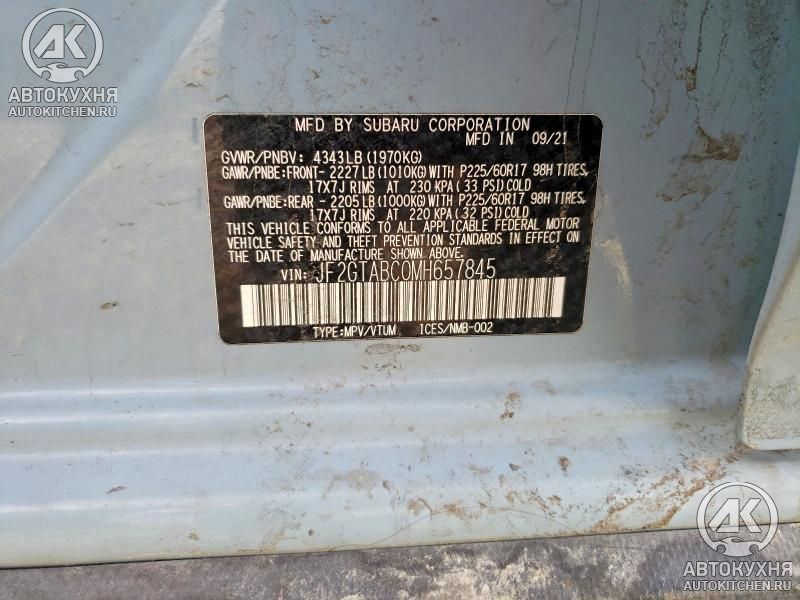 АК
АВТОКУХНЯ
AUTOKITCHEN.RU
MFD BY SUBARU CORPORATION
MFD IN 09/21
GVWR/PNBV: 4343LB(1970KG)
GAWR/PNBE:FRONT- 2227LB(1010KG)WITH P225/60R17 98H TIRES,
17X7J RIMS AT 230 KPA(33 PSI)COLD
GAWR/PNBE:REAR - 2205LB(1000KG)WITH P225/60R17 98H TIRES,
17X7J RIMS AT 220 KPA(32 PSI)COLD
THIS VEHICLE CONFORMS TO ALL APPLICABLE FEDERAL MOTOR
VEHICLE SAFETY AND THEFT PREVENTION STANDARDS IN EFFECT ON
THE DATE OF MANUFACTURE SHOWN ABOVE.
VIN: JF2GTABC0MH657845
TYPE:MPV/VTUM ICES/NMB-002
АК
АВТОКУХНЯ
AUTOKITCHEN.RU